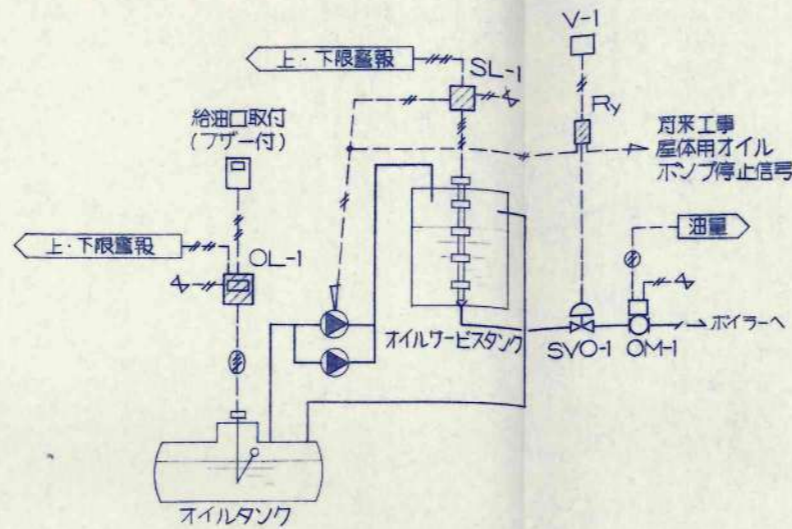 V-1
上・下限警報
SL-1
Ry
給油口取付
(ブザー付)
将来工事
屋体用オイル
ポンプ停止信号
上・下限警報
OL-1
油量
オイルサービスタンク
SVO-1
OM-1
ボイラーへ
オイルタンク